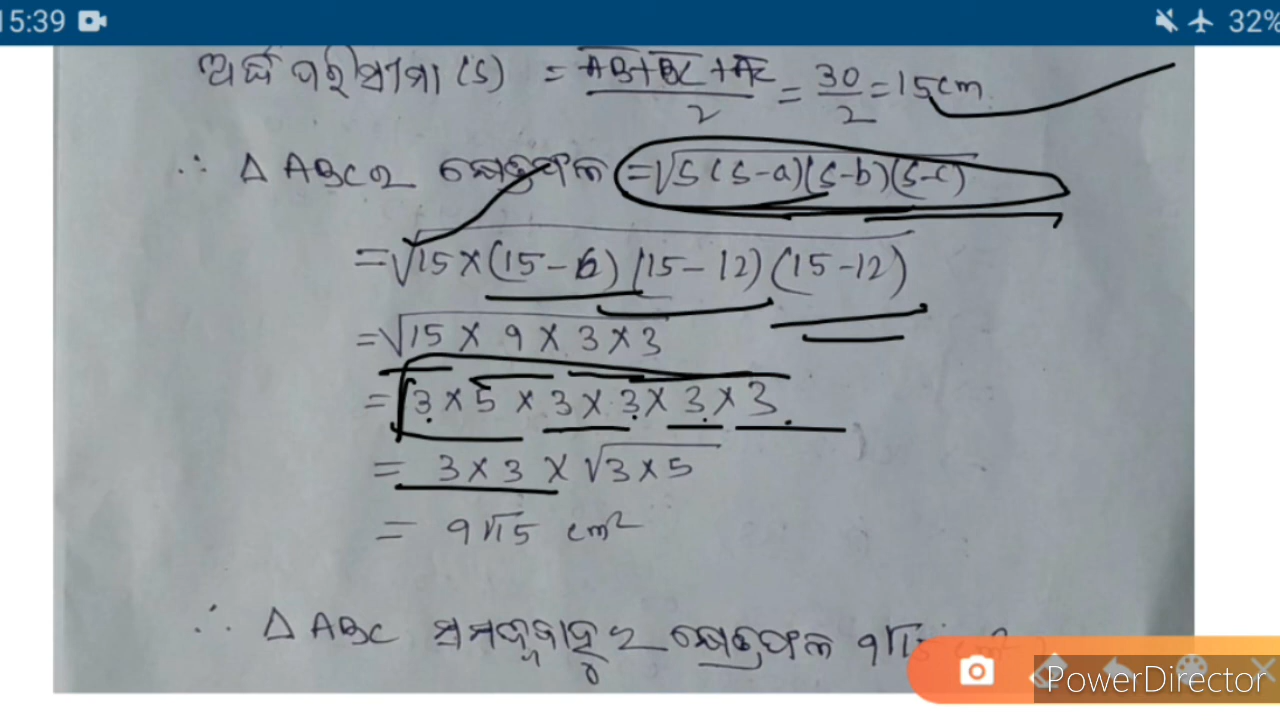 15:39 32%
ଅର୍ଦ୍ଧ ପରିସୀମା (S) = AB+BC+AC/2 = 30/2 = 15cm
∴ △ ABC ର କ୍ଷେତ୍ରଫଳ = √S(S-a)(S-b)(S-c)
= √15×(15-6)(15-12)(15-12)
= √15 × 9 × 3 × 3
= √3 × 5 × 3 × 3 × 3 × 3
= 3 × 3 × √3×5
= 9√15 cm²
∴ △ ABC ସମଦ୍ବିବାହୁ ର କ୍ଷେତ୍ରଫଳ 9√15 cm²
PowerDirector